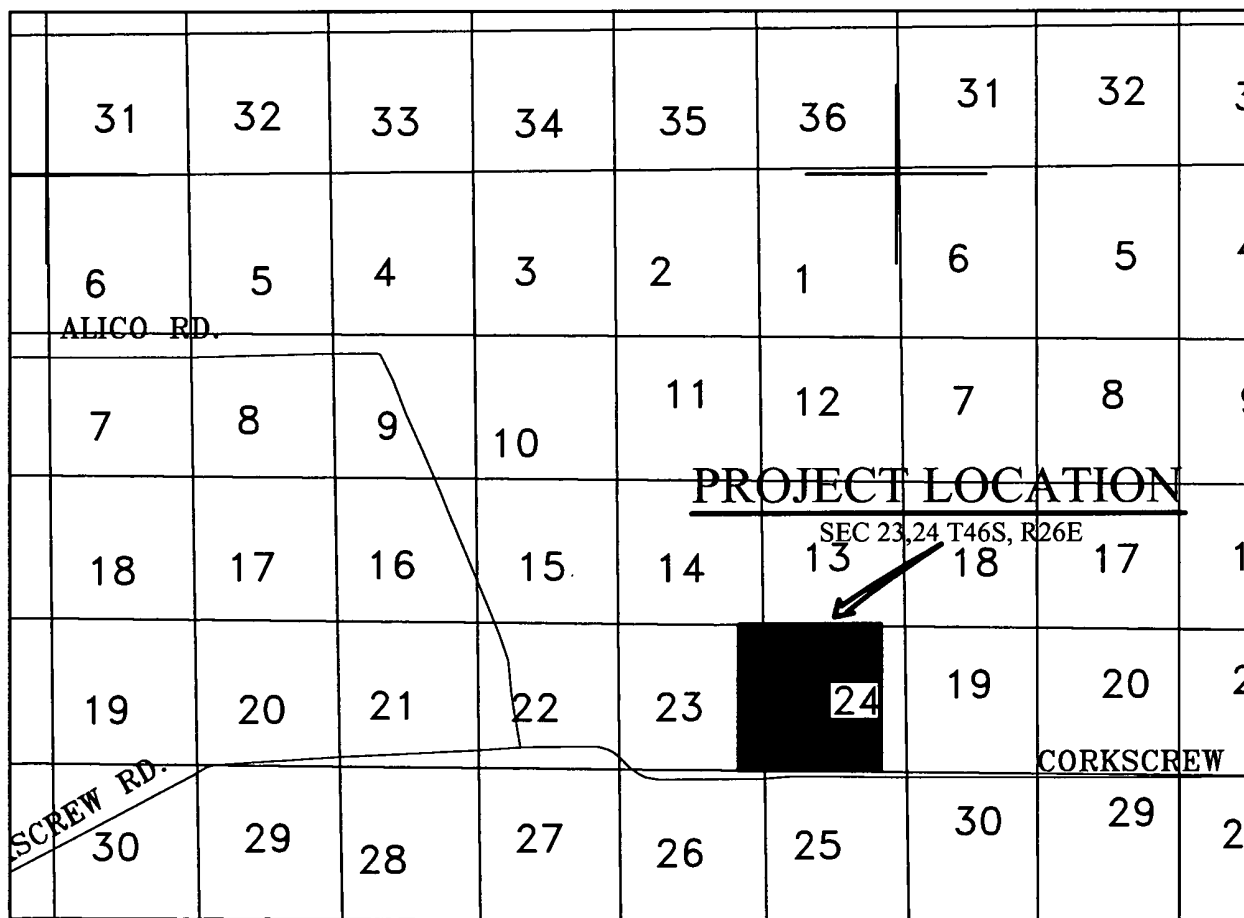 31 32 33 34 35 36 31 32
6 5 4 3 2 1 6 5
ALICO RD.
7 8 9 10 11 12 7 8
PROJECT LOCATION
SEC 23,24 T46S, R26E
18 17 16 15 14 13 18 17
19 20 21 22 23 24 19 20
CORKSCREW
SCREW RD.
30 29 28 27 26 25 30 29